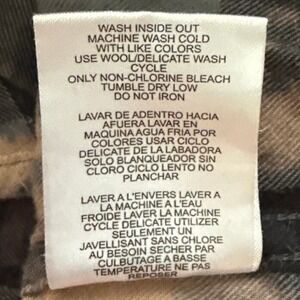 WASH INSIDE OUT
MACHINE WASH COLD
WITH LIKE COLORS
USE WOOL/DELICATE WASH
CYCLE
ONLY NON-CHLORINE BLEACH
TUMBLE DRY LOW
DO NOT IRON
LAVAR DE ADENTRO HACIA
AFUERA LAVAR EN
MAQUINA AGUA FRIA POR
COLORES USAR CICLO
DELICATE DE LA LABADORA
SOLO BLANQUEADOR SIN
CLORO CICLO LENTO NO
PLANCHAR
LAVER A L'ENVERS LAVER A
LA MACHINE A L'EAU
FROIDE LAVER LA MACHINE
CYCLE DELICATE UTILIZER
SEULEMENT UN
JAVELLISANT SANS CHLORE
AU BESOIN SECHER PAR
CULBUTAGE A BASSE
TEMPERATURE NE PAS
REPOSER